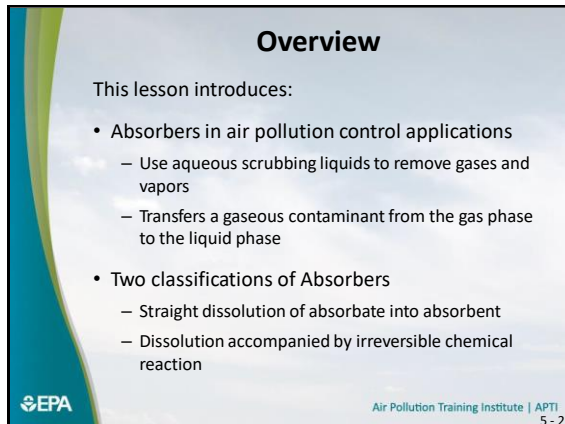 Overview
This lesson introduces:
• Absorbers in air pollution control applications
– Use aqueous scrubbing liquids to remove gases and
vapors
– Transfers a gaseous contaminant from the gas phase
to the liquid phase
• Two classifications of Absorbers
– Straight dissolution of absorbate into absorbent
– Dissolution accompanied by irreversible chemical
reaction
EPA
Air Pollution Training Institute | APTI
5 - 2